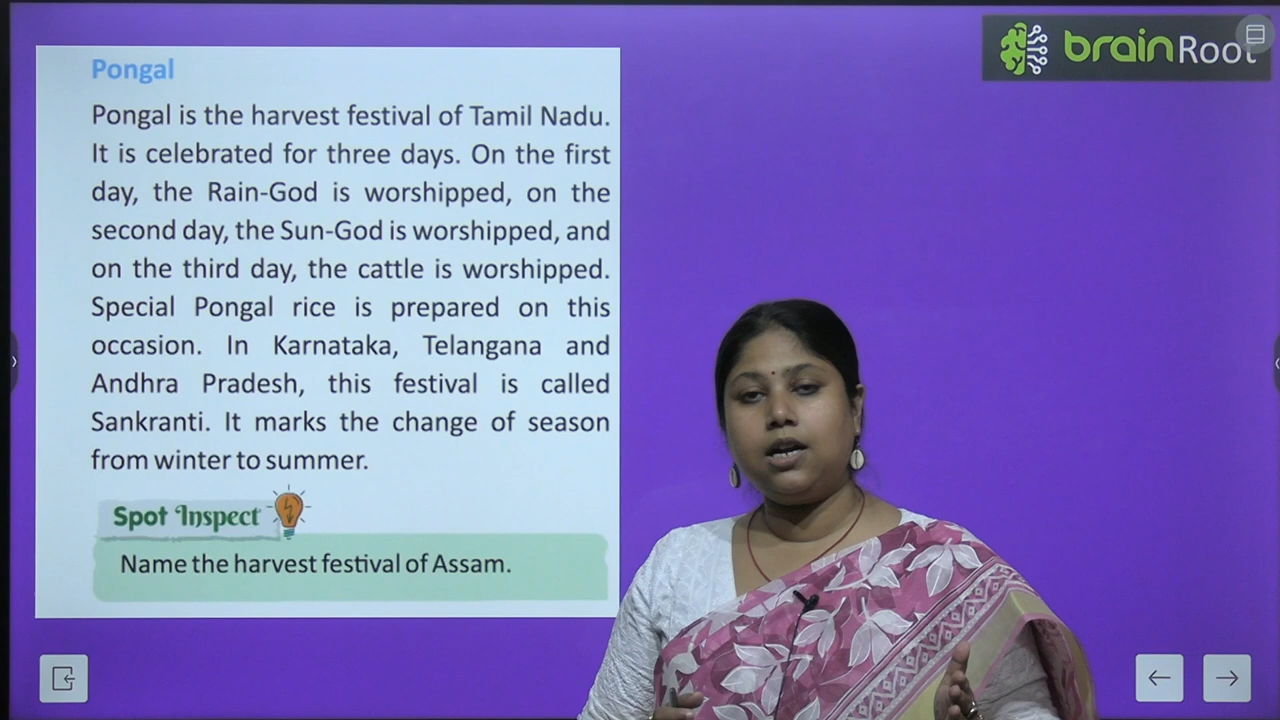 Pongal
Pongal is the harvest festival of Tamil Nadu.
It is celebrated for three days. On the first
day, the Rain-God is worshipped, on the
second day, the Sun-God is worshipped, and
on the third day, the cattle is worshipped.
Special Pongal rice is prepared on this
occasion. In Karnataka, Telangana and
Andhra Pradesh, this festival is called
Sankranti. It marks the change of season
from winter to summer.
Spot Inspect
Name the harvest festival of Assam.
brainRoot